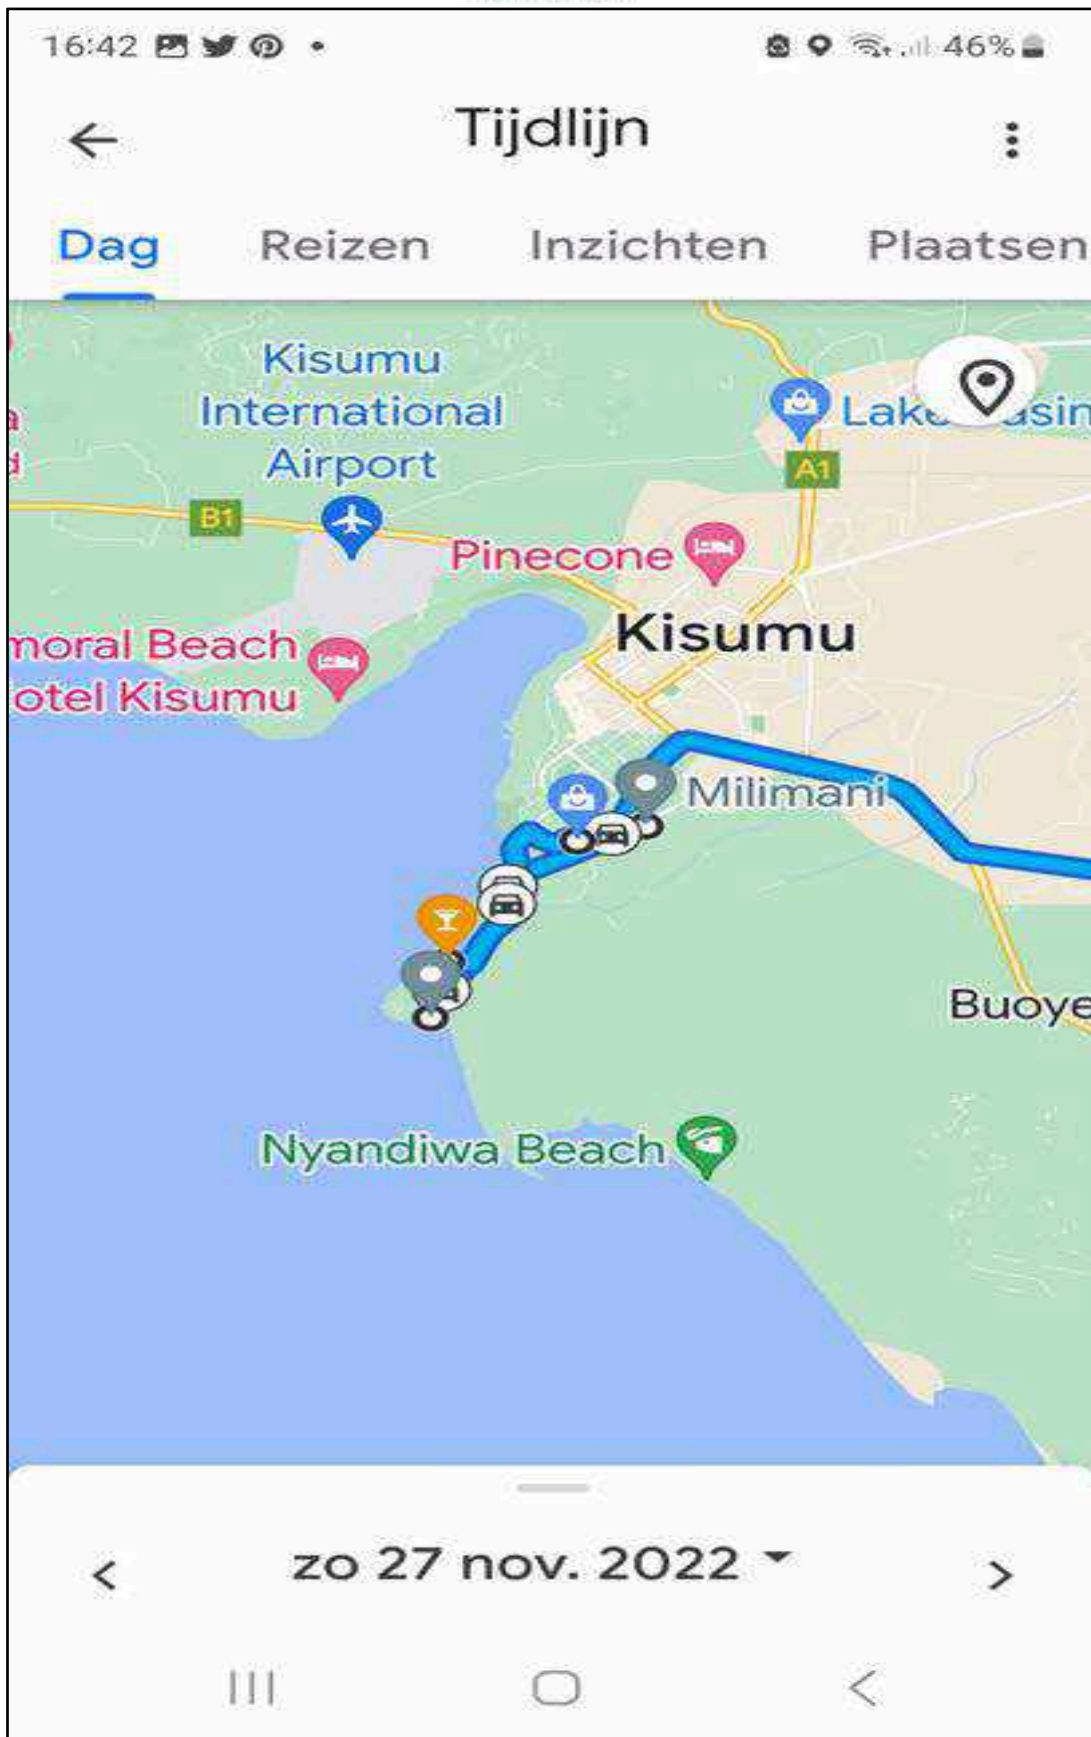 16:42
46%
Tijdlijn
Dag Reizen Inzichten Plaatsen
Kisumu
International
Airport
Lake
A1
B1
Pinecone
Kisumu
moral Beach
otel Kisumu
Milimani
Buoye
Nyandiwa Beach
zo 27 nov. 2022